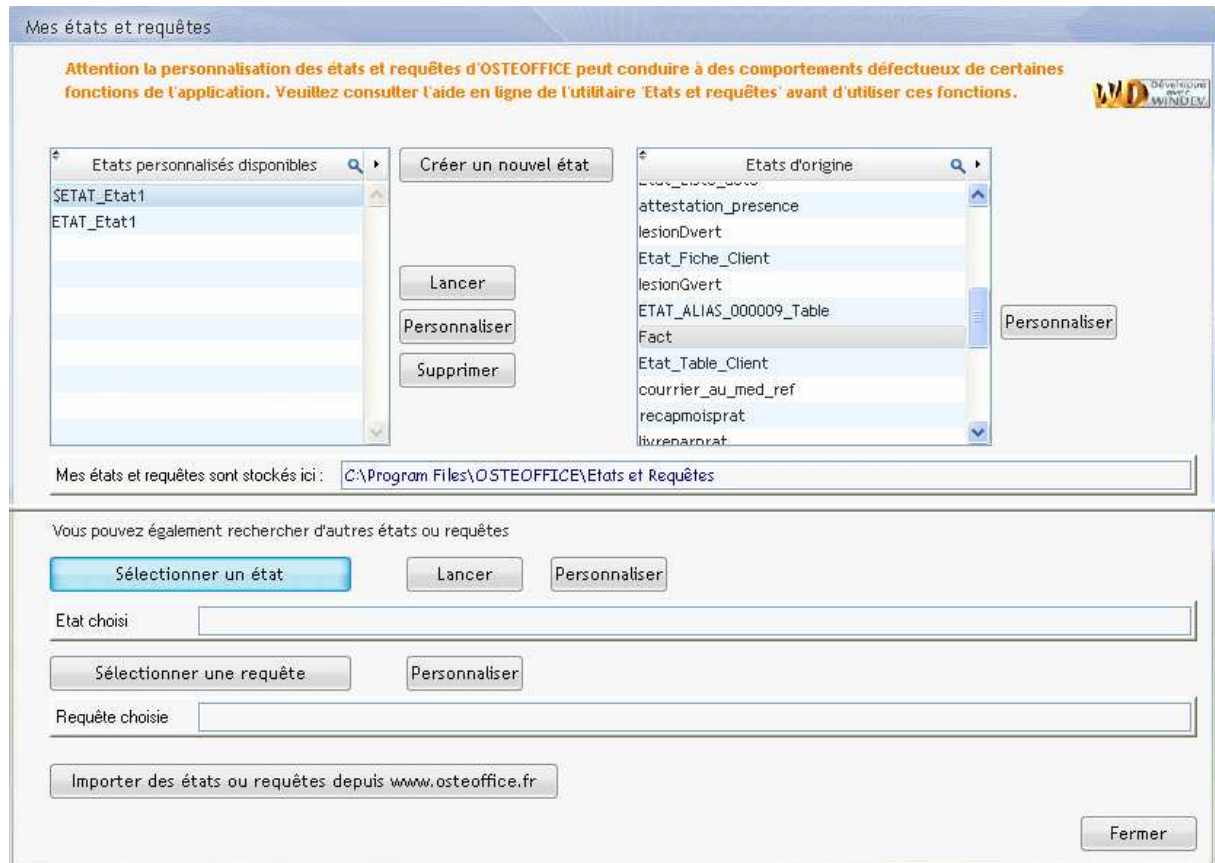 Mes états et requêtes
Attention la personnalisation des états et requêtes d'OSTEOFFICE peut conduire à des comportements défectueux de certaines
fonctions de l'application. Veuillez consulter l'aide en ligne de l'utilitaire 'Etats et requêtes' avant d'utiliser ces fonctions.
WD Développé avec WINDEV
Etats personnalisés disponibles
$ETAT_Etat1
ETAT_Etat1
Créer un nouvel état
Lancer
Personnaliser
Supprimer
Etats d'origine
attestation_presence
lesionDvert
Etat_Fiche_Client
lesionGvert
ETAT_ALIAS_000009_Table
Fact
Etat_Table_Client
courrier_au_med_ref
recapmoisprat
livreparprat
Personnaliser
Mes états et requêtes sont stockés ici : C:\Program Files\OSTEOFFICE\Etats et Requêtes
Vous pouvez également rechercher d'autres états ou requêtes
Sélectionner un état Lancer Personnaliser
Etat choisi
Sélectionner une requête Personnaliser
Requête choisie
Importer des états ou requêtes depuis www.osteoffice.fr
Fermer